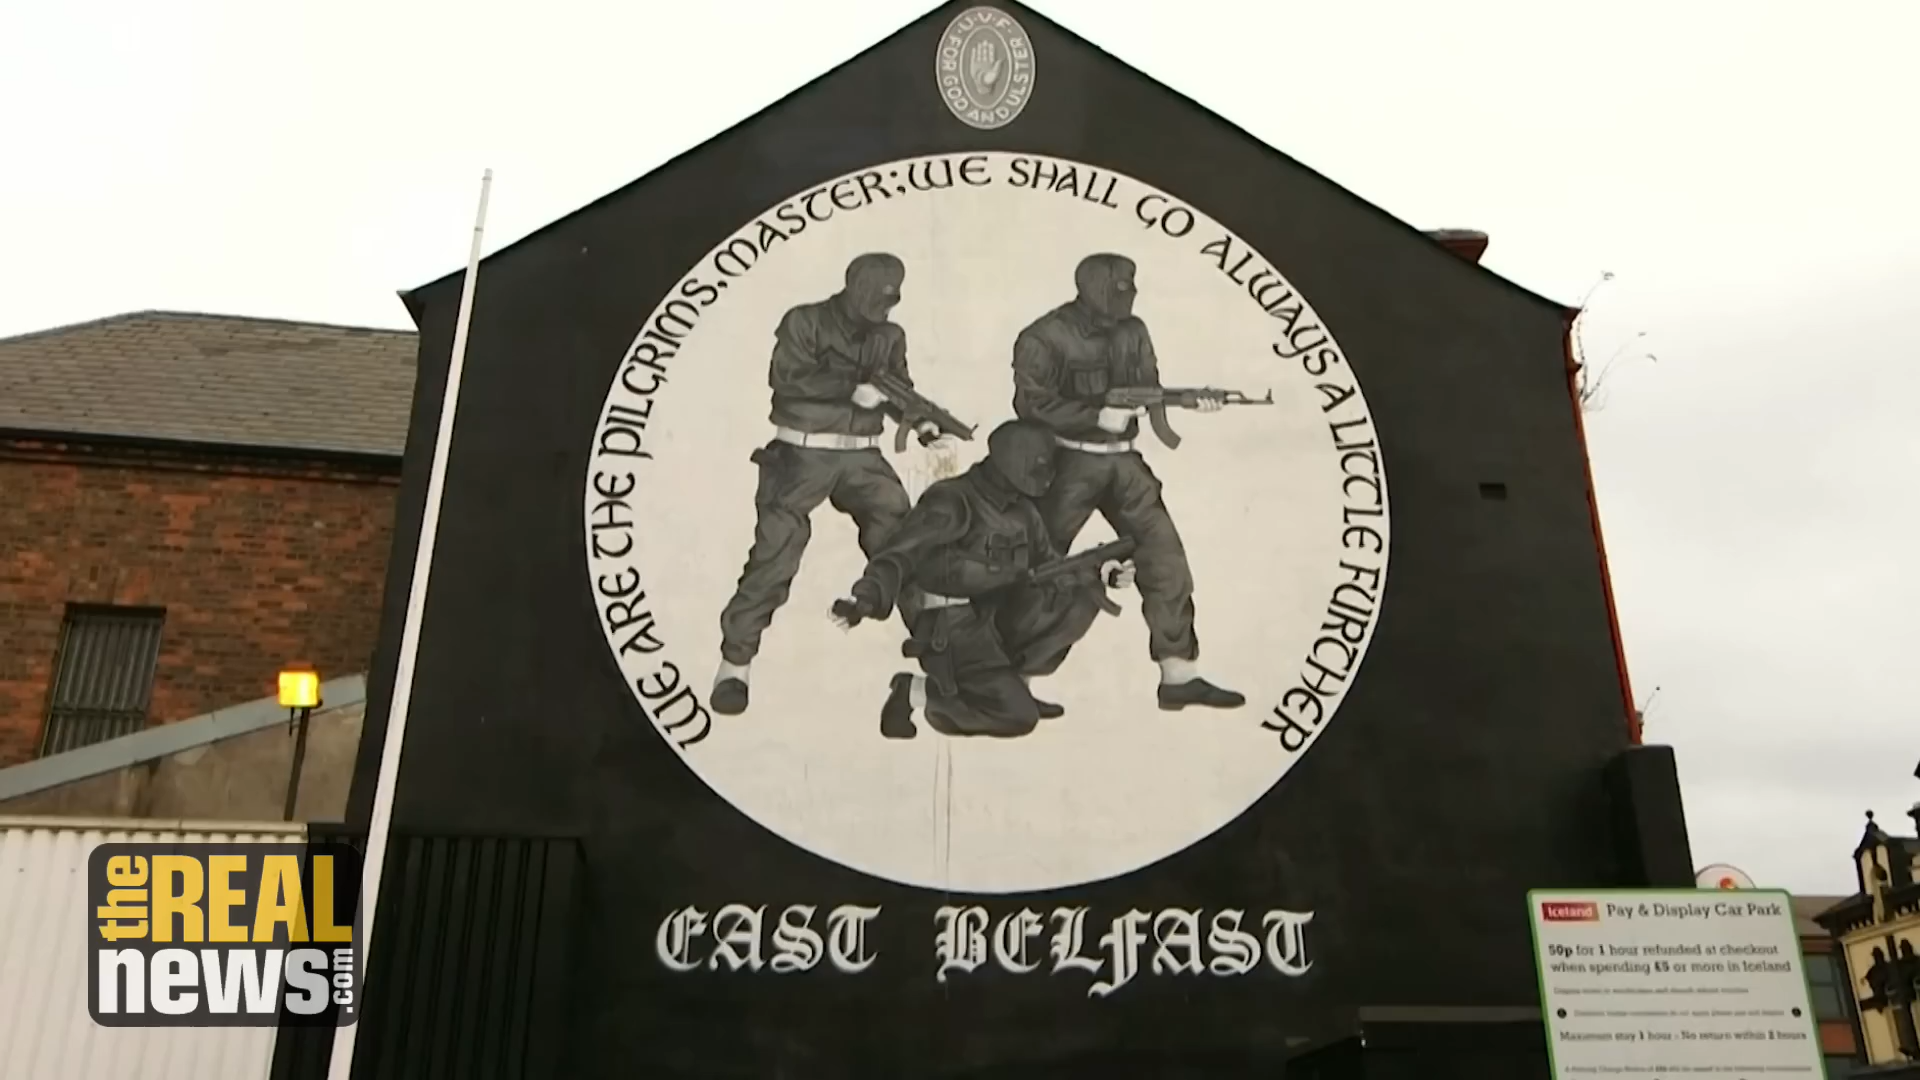 U.V.F.
FOR GOD AND ULSTER
WE ARE THE PILGRIMS, MASTER; WE SHALL GO ALWAYS A LITTLE FURTHER
EAST BELFAST
the
REAL
news.com
Iceland Pay & Display Car Park
50p for 1 hour refunded at checkout
when spending £5 or more in Iceland
Maximum stay 1 hour - No return within 2 hours